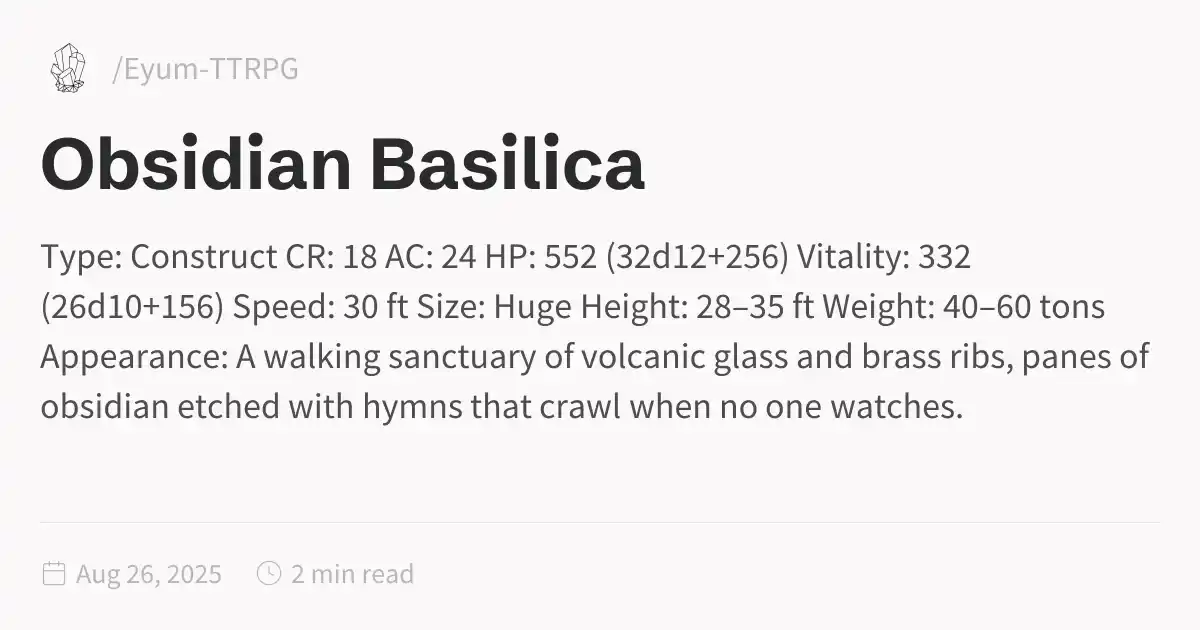 /Eyum-TTRPG
Obsidian Basilica
Type: Construct CR: 18 AC: 24 HP: 552 (32d12+256) Vitality: 332
(26d10+156) Speed: 30 ft Size: Huge Height: 28–35 ft Weight: 40–60 tons
Appearance: A walking sanctuary of volcanic glass and brass ribs, panes of
obsidian etched with hymns that crawl when no one watches.
Aug 26, 2025 2 min read